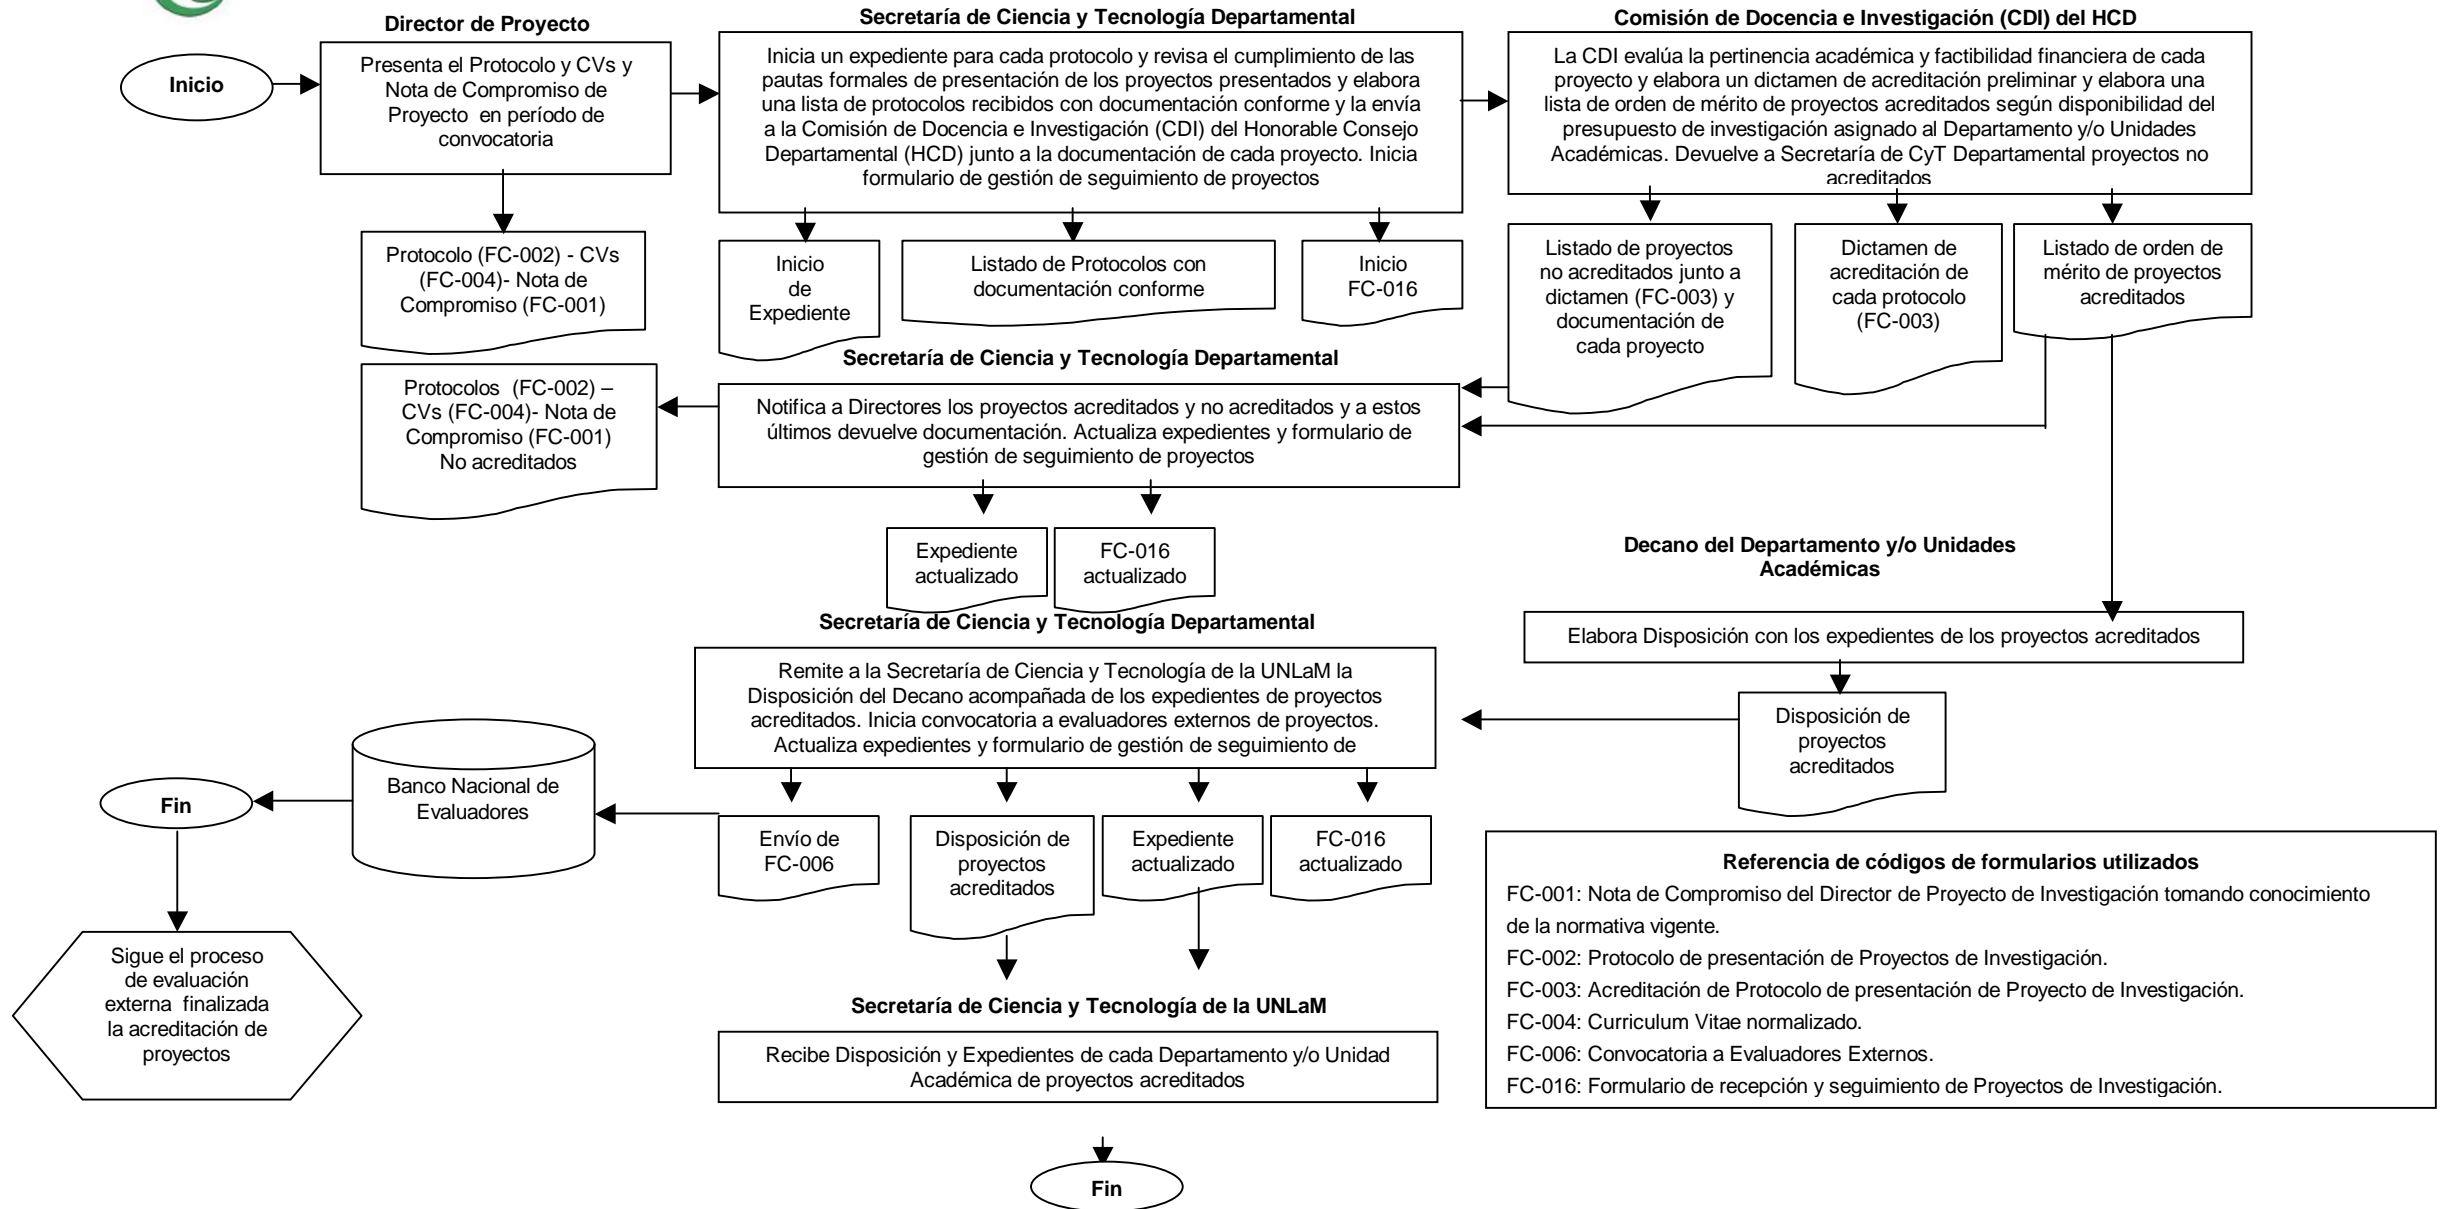 Director de Proyecto
Inicio
Presenta el Protocolo y CVs y
Nota de Compromiso de
Proyecto en período de
convocatoria
Protocolo (FC-002) - CVs
(FC-004)- Nota de
Compromiso (FC-001)
Secretaría de Ciencia y Tecnología Departamental
Inicia un expediente para cada protocolo y revisa el cumplimiento de las
pautas formales de presentación de los proyectos presentados y elabora
una lista de protocolos recibidos con documentación conforme y la envía
a la Comisión de Docencia e Investigación (CDI) del Honorable Consejo
Departamental (HCD) junto a la documentación de cada proyecto. Inicia
formulario de gestión de seguimiento de proyectos
Inicio
de
Expediente
Listado de Protocolos con
documentación conforme
Inicio
FC-016
Comisión de Docencia e Investigación (CDI) del HCD
La CDI evalúa la pertinencia académica y factibilidad financiera de cada
proyecto y elabora un dictamen de acreditación preliminar y elabora una
lista de orden de mérito de proyectos acreditados según disponibilidad del
presupuesto de investigación asignado al Departamento y/o Unidades
Académicas. Devuelve a Secretaría de CyT Departamental proyectos no
acreditados
Listado de proyectos
no acreditados junto a
dictamen (FC-003) y
documentación de
cada proyecto
Dictamen de
acreditación de
cada protocolo
(FC-003)
Listado de orden de
mérito de proyectos
acreditados
Secretaría de Ciencia y Tecnología Departamental
Notifica a Directores los proyectos acreditados y no acreditados y a estos
últimos devuelve documentación. Actualiza expedientes y formulario de
gestión de seguimiento de proyectos
Protocolos (FC-002) –
CVs (FC-004)- Nota de
Compromiso (FC-001)
No acreditados
Expediente
actualizado
FC-016
actualizado
Decano del Departamento y/o Unidades
Académicas
Elabora Disposición con los expedientes de los proyectos acreditados
Disposición de
proyectos
acreditados
Secretaría de Ciencia y Tecnología Departamental
Remite a la Secretaría de Ciencia y Tecnología de la UNLaM la
Disposición del Decano acompañada de los expedientes de proyectos
acreditados. Inicia convocatoria a evaluadores externos de proyectos.
Actualiza expedientes y formulario de gestión de seguimiento de
Envío de
FC-006
Disposición de
proyectos
acreditados
Expediente
actualizado
FC-016
actualizado
Banco Nacional de
Evaluadores
Fin
Sigue el proceso
de evaluación
externa finalizada
la acreditación de
proyectos
Secretaría de Ciencia y Tecnología de la UNLaM
Recibe Disposición y Expedientes de cada Departamento y/o Unidad
Académica de proyectos acreditados
Fin
Referencia de códigos de formularios utilizados
FC-001: Nota de Compromiso del Director de Proyecto de Investigación tomando conocimiento
de la normativa vigente.
FC-002: Protocolo de presentación de Proyectos de Investigación.
FC-003: Acreditación de Protocolo de presentación de Proyecto de Investigación.
FC-004: Curriculum Vitae normalizado.
FC-006: Convocatoria a Evaluadores Externos.
FC-016: Formulario de recepción y seguimiento de Proyectos de Investigación.